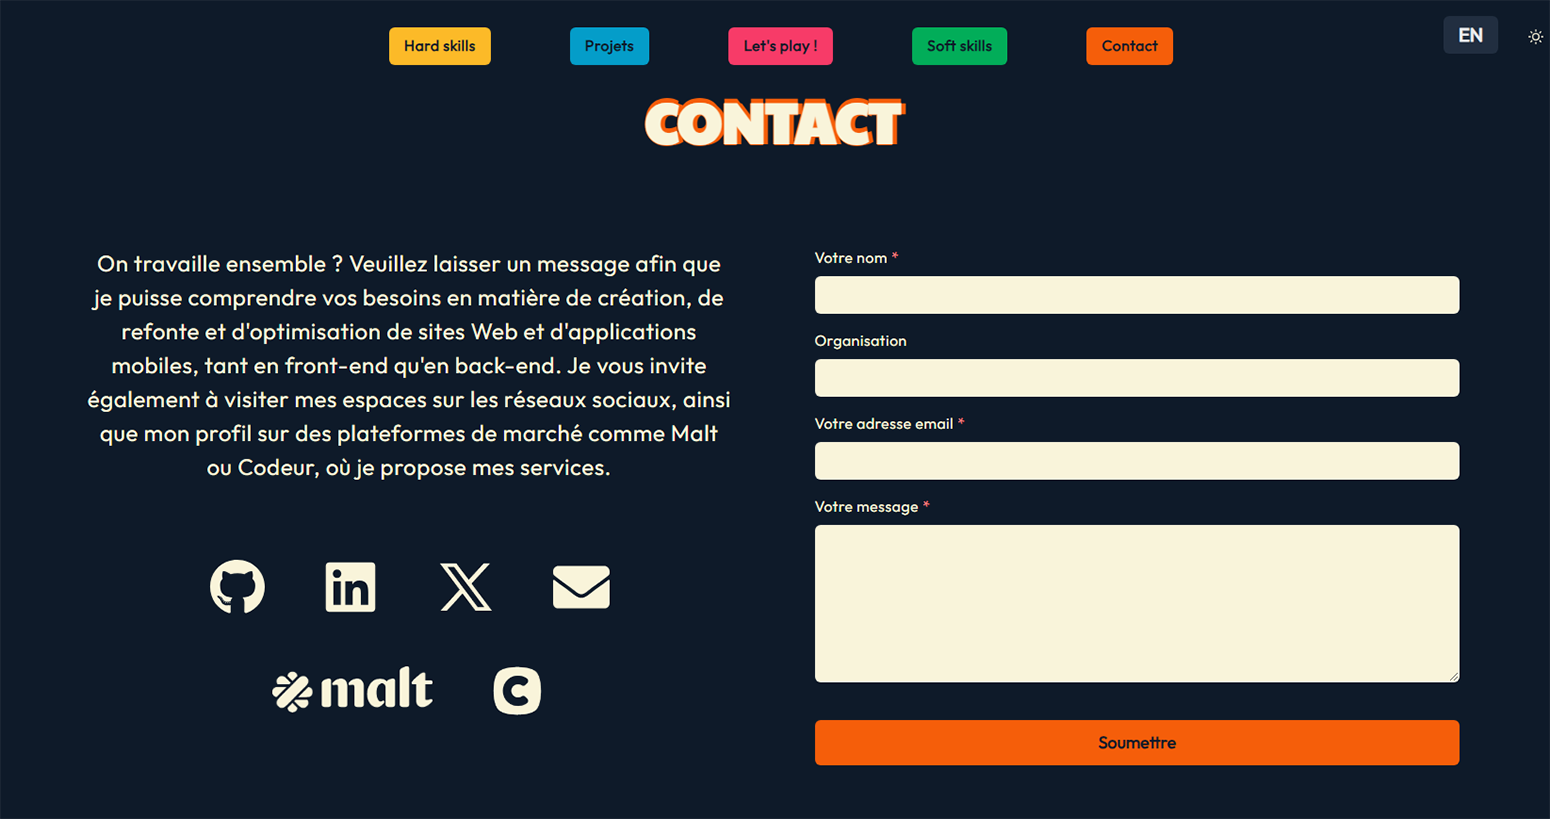 Hard skills
Projets
Let's play !
Soft skills
Contact
EN
CONTACT
On travaille ensemble ? Veuillez laisser un message afin que
je puisse comprendre vos besoins en matière de création, de
refonte et d'optimisation de sites Web et d'applications
mobiles, tant en front-end qu'en back-end. Je vous invite
également à visiter mes espaces sur les réseaux sociaux, ainsi
que mon profil sur des plateformes de marché comme Malt
ou Codeur, où je propose mes services.
in
X
malt
C
Votre nom *
Organisation
Votre adresse email *
Votre message *
Soumettre